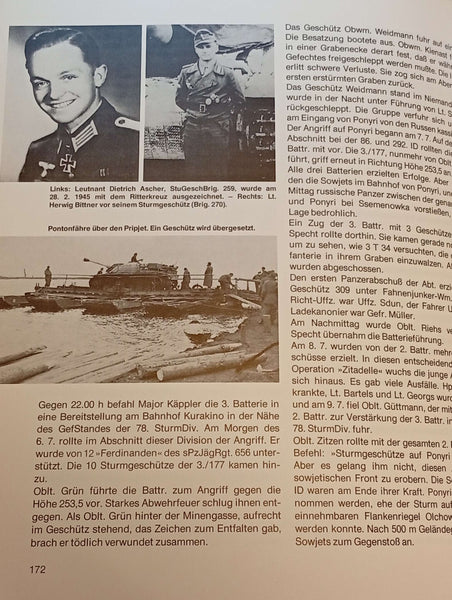 Links: Leutnant Dietrich Ascher, StuGeschBrig. 259, wurde am
28. 2. 1945 mit dem Ritterkreuz ausgezeichnet. – Rechts: Lt.
Herwig Bittner vor seinem Sturmgeschütz (Brig. 270).
Pontonfähre über den Pripjet. Ein Geschütz wird übergesetzt.
Gegen 22.00 h befahl Major Käppler die 3. Batterie in
eine Bereitstellung am Bahnhof Kurakino in der Nähe
des GefStandes der 78. SturmDiv. Am Morgen des
6. 7. rollte im Abschnitt dieser Division der Angriff. Er
wurde von 12 »Ferdinanden« des sPzJägRgt. 656 unter-
stützt. Die 10 Sturmgeschütze der 3./177 kamen hin-
zu.
Oblt. Grün führte die Battr. zum Angriff gegen die
Höhe 253,5 vor. Starkes Abwehrfeuer schlug ihnen ent-
gegen. Als Oblt. Grün hinter der Minengasse, aufrecht
im Geschütz stehend, das Zeichen zum Entfalten gab,
brach er tödlich verwundet zusammen.
172
Das Geschütz Obwm. Weidmann fuhr auf
Die Besatzung bootete aus. Obwm. Kienast
in einer Grabenecke derart fest, daß er
Gefechtes freigeschleppt werden mußte. Die
erlitt schwere Verluste. Sie zog sich am
ersten erstürmten Graben zurück.
Das Geschütz Weidmann stand im
wurde in der Nacht unter Führung von Lt.
rückgeschleppt. Die Gruppe verfuhr sich
am Eingang von Ponyri von den Russen
Der Angriff auf Ponyri begann am 7. 7. Auf
Abschnitt bei der 86. und 292. ID rollten die
Battr. mit vor. Die 3./177, nunmehr von Oblt.
führt, griff erneut in Richtung Höhe 253,5 an.
Alle drei Batterien erzielten Erfolge. Aber
den die Sowjets im Bahnhof von Ponyri,
Mittag russische Panzer zwischen der
und Ponyri bei Ssemenowka vorstießen,
Lage bedrohlich.
Ein Zug der 3. Battr. mit 3 Geschützen
Specht rollte dorthin. Sie kamen gerade
um zu sehen, wie 3 T 34 versuchten, die
fanterie in ihrem Graben einzuwalzen.
wurden abgeschossen.
Den ersten Panzerabschuß der Abt.
Geschütz 309 unter Fahnenjunker-Wm.
Richt-Uffz. war Uffz. Sdun, der Fahrer
Ladekanonier war Gefr. Müller.
Am Nachmittag wurde Oblt. Riehs
Specht übernahm die Batterieführung.
Am 8. 7. wurden von der 2. Battr.
schüsse erzielt. In diesen entscheidenden
Operation »Zitadelle« wuchs die junge
sich hinaus. Es gab viele Ausfälle.
krankte, Lt. Bartels und Lt. Georgs
und am 9. 7. fiel Oblt. Güttmann, der mit
2. Battr. zur Verstärkung der 3. Battr. im
78. SturmDiv. fuhr.
Oblt. Zitzen rollte mit der gesamten 2.
Befehl: »Sturmgeschütze auf Ponyri
Aber es gelang ihm nicht, diesen
sowjetischen Front zu erobern. Die
ID waren am Ende ihrer Kraft.
nommen werden, ehe der Sturm auf
einnehmbaren Flankenriegel
werden konnte. Nach 500 m
Sowjets zum Gegenstoß an.